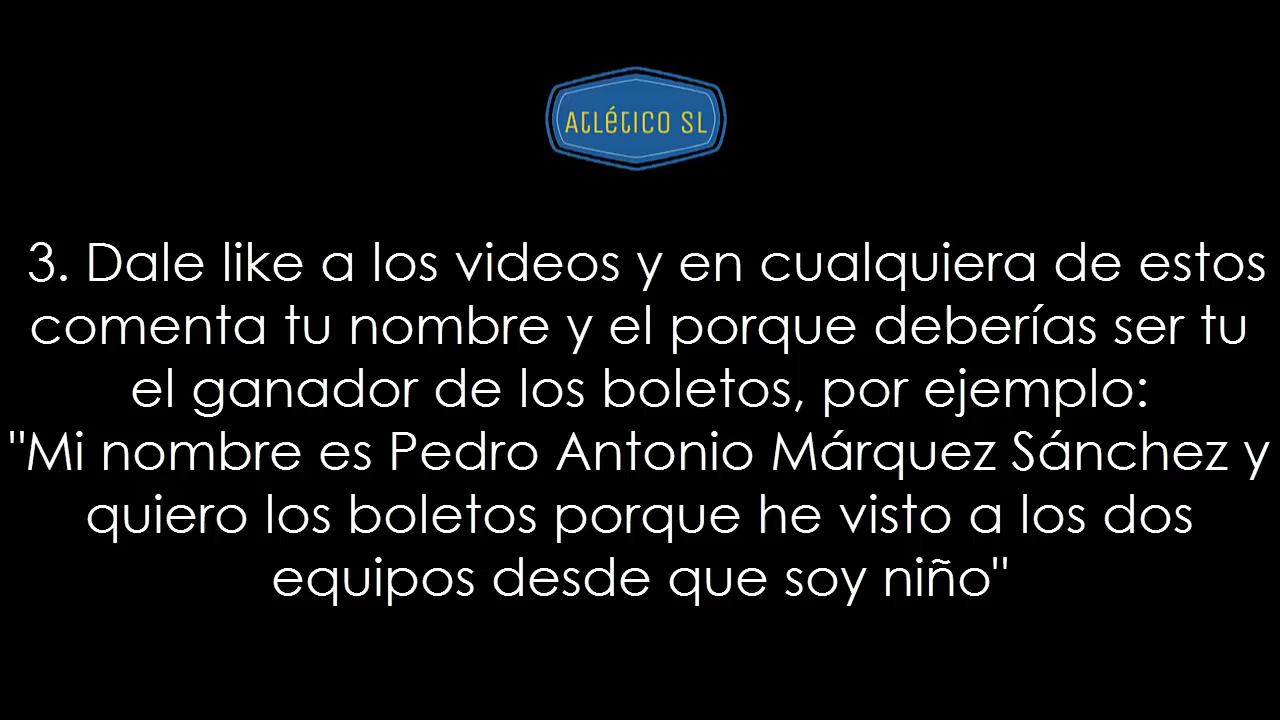 Atlético SL
3. Dale like a los videos y en cualquiera de estos
comenta tu nombre y el porque deberías ser tu
el ganador de los boletos, por ejemplo:
"Mi nombre es Pedro Antonio Márquez Sánchez y
quiero los boletos porque he visto a los dos
equipos desde que soy niño"